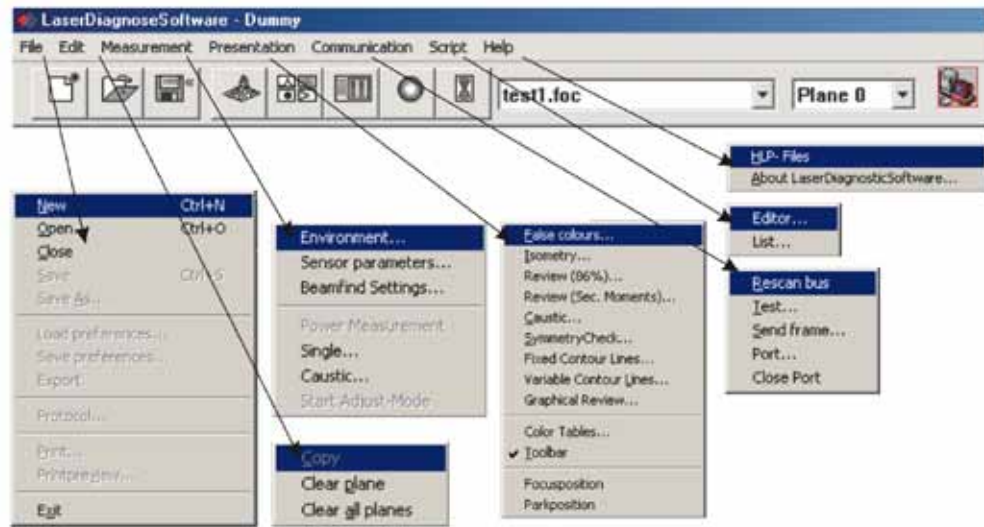 LaserDiagnoseSoftware - Dummy
File Edit Measurement Presentation Communication Script Help
test1.foc Plane 0
HLP- Files
About LaserDiagnosticSoftware...
New Ctrl+N
Open Ctrl+O
Close
Save Ctrl+S
Save As...
Load preferences...
Save preferences...
Export
Protocol...
Print...
Printpreview...
Exit
Environment...
Sensor parameters...
Beamfind Settings...
Power Measurement
Single...
Caustic...
Start Adjust-Mode
Copy
Clear plane
Clear all planes
False colours...
Isometry...
Review (86%)...
Review (Sec. Moments)...
Caustic...
SymmetryCheck...
Fixed Contour Lines...
Variable Contour Lines...
Graphical Review...
Color Tables...
Toolbar
Focusposition
Parkposition
Editor...
List...
Rescan bus
Test...
Send frame...
Port...
Close Port